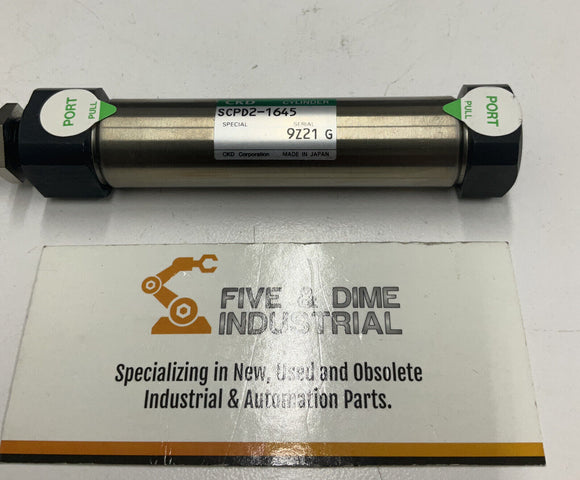 PORT
PULL
CKD CYLINDER
SCPD2-1645
SPECIAL SERIAL
9Z21 G
CKD Corporation MADE IN JAPAN
PORT
PULL
FIVE & DIME
INDUSTRIAL
Specializing in New, Used and Obsolete
Industrial & Automation Parts.